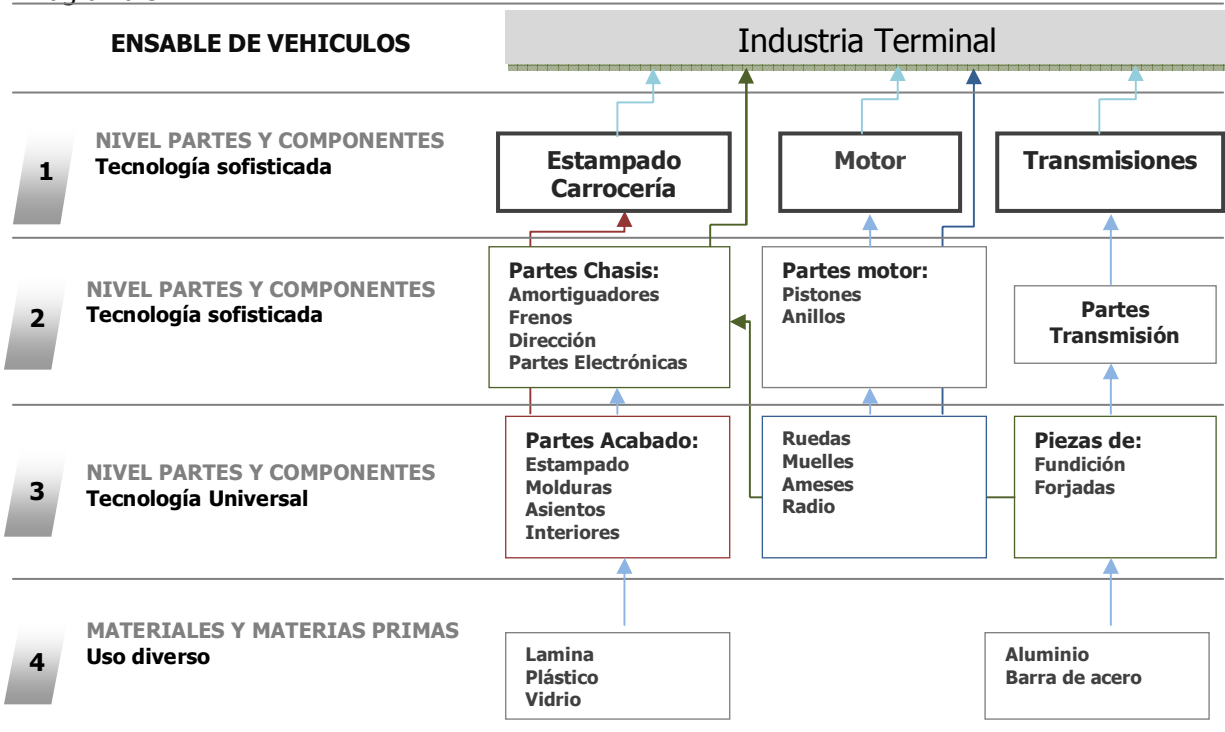 ENSABLE DE VEHICULOS
Industria Terminal
1
NIVEL PARTES Y COMPONENTES
Tecnología sofisticada
Estampado
Carrocería
Motor
Transmisiones
2
NIVEL PARTES Y COMPONENTES
Tecnología sofisticada
Partes Chasis:
Amortiguadores
Frenos
Dirección
Partes Electrónicas
Partes motor:
Pistones
Anillos
Partes
Transmisión
3
NIVEL PARTES Y COMPONENTES
Tecnología Universal
Partes Acabado:
Estampado
Molduras
Asientos
Interiores
Ruedas
Muelles
Ameses
Radio
Piezas de:
Fundición
Forjadas
4
MATERIALES Y MATERIAS PRIMAS
Uso diverso
Lamina
Plástico
Vidrio
Aluminio
Barra de acero